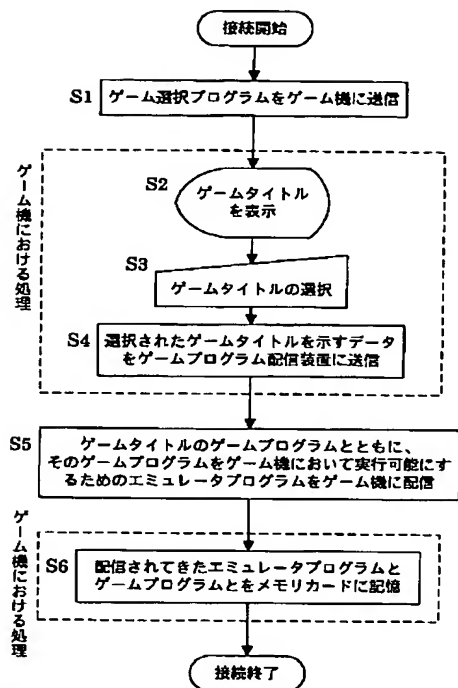 接続開始
S1
ゲーム選択プログラムをゲーム機に送信
ゲーム機における処理
S2
ゲームタイトル
を表示
S3
ゲームタイトルの選択
S4
選択されたゲームタイトルを示すデータ
をゲームプログラム配信装置に送信
S5
ゲームタイトルのゲームプログラムとともに、
そのゲームプログラムをゲーム機において実行可能にす
るためのエミュレータプログラムをゲーム機に配信
ゲーム機における処理
S6
配信されてきたエミュレータプログラムと
ゲームプログラムとをメモリカードに記憶
接続終了